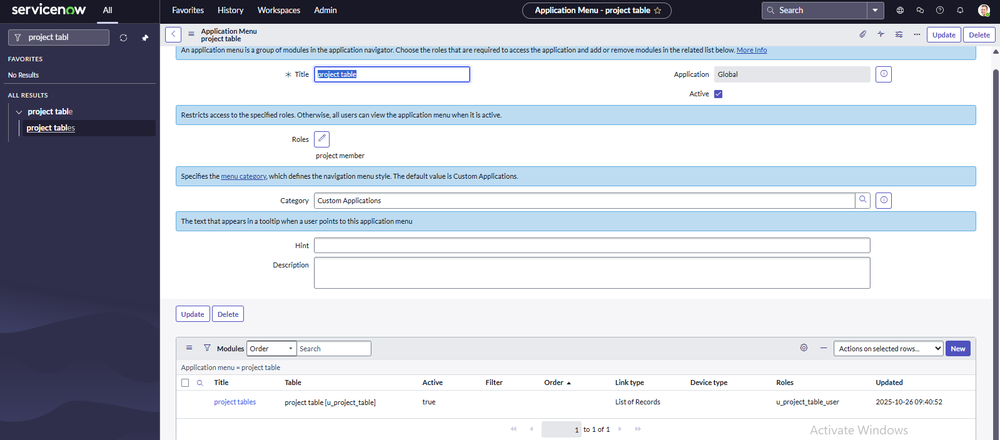 servicenow All Favorites History Workspaces Admin Application Menu - project table Search
project tabl
FAVORITES
No Results
ALL RESULTS
project table
project tables
Application Menu
project table
Update Delete
An application menu is a group of modules in the application navigator. Choose the roles that are required to access the application and add or remove modules in the related list below. More Info
* Title project table
Application Global
Active
Restricts access to the specified roles. Otherwise, all users can view the application menu when it is active.
Roles
project member
Specifies the menu category, which defines the navigation menu style. The default value is Custom Applications.
Category Custom Applications
The text that appears in a tooltip when a user points to this application menu
Hint
Description
Update Delete
Modules Order Search Actions on selected rows... New
Application menu = project table
Title Table Active Filter Order Link type Device type Roles Updated
project tables project table [u_project_table] true List of Records u_project_table_user 2025-10-26 09:40:52
1 to 1 of 1
Activate Windows